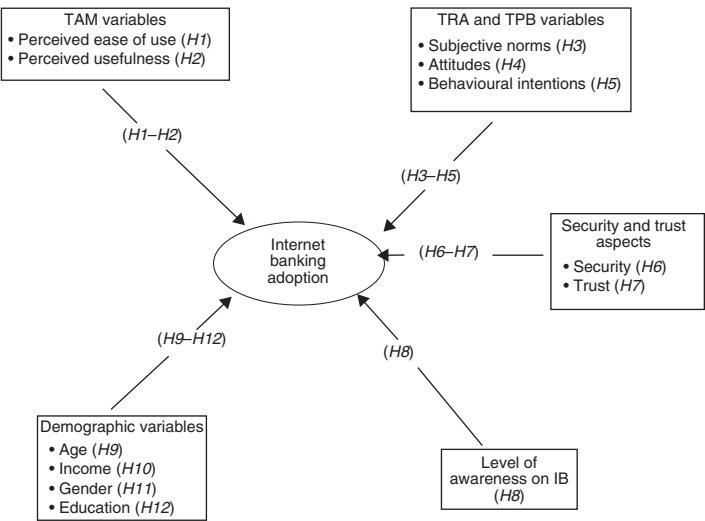 TAM variables
• Perceived ease of use (H1)
• Perceived usefulness (H2)
TRA and TPB variables
• Subjective norms (H3)
• Attitudes (H4)
• Behavioural intentions (H5)
(H1–H2)
(H3–H5)
Internet
banking
adoption
(H6–H7)
Security and trust
aspects
• Security (H6)
• Trust (H7)
(H9–H12)
(H8)
Demographic variables
• Age (H9)
• Income (H10)
• Gender (H11)
• Education (H12)
Level of
awareness on IB
(H8)